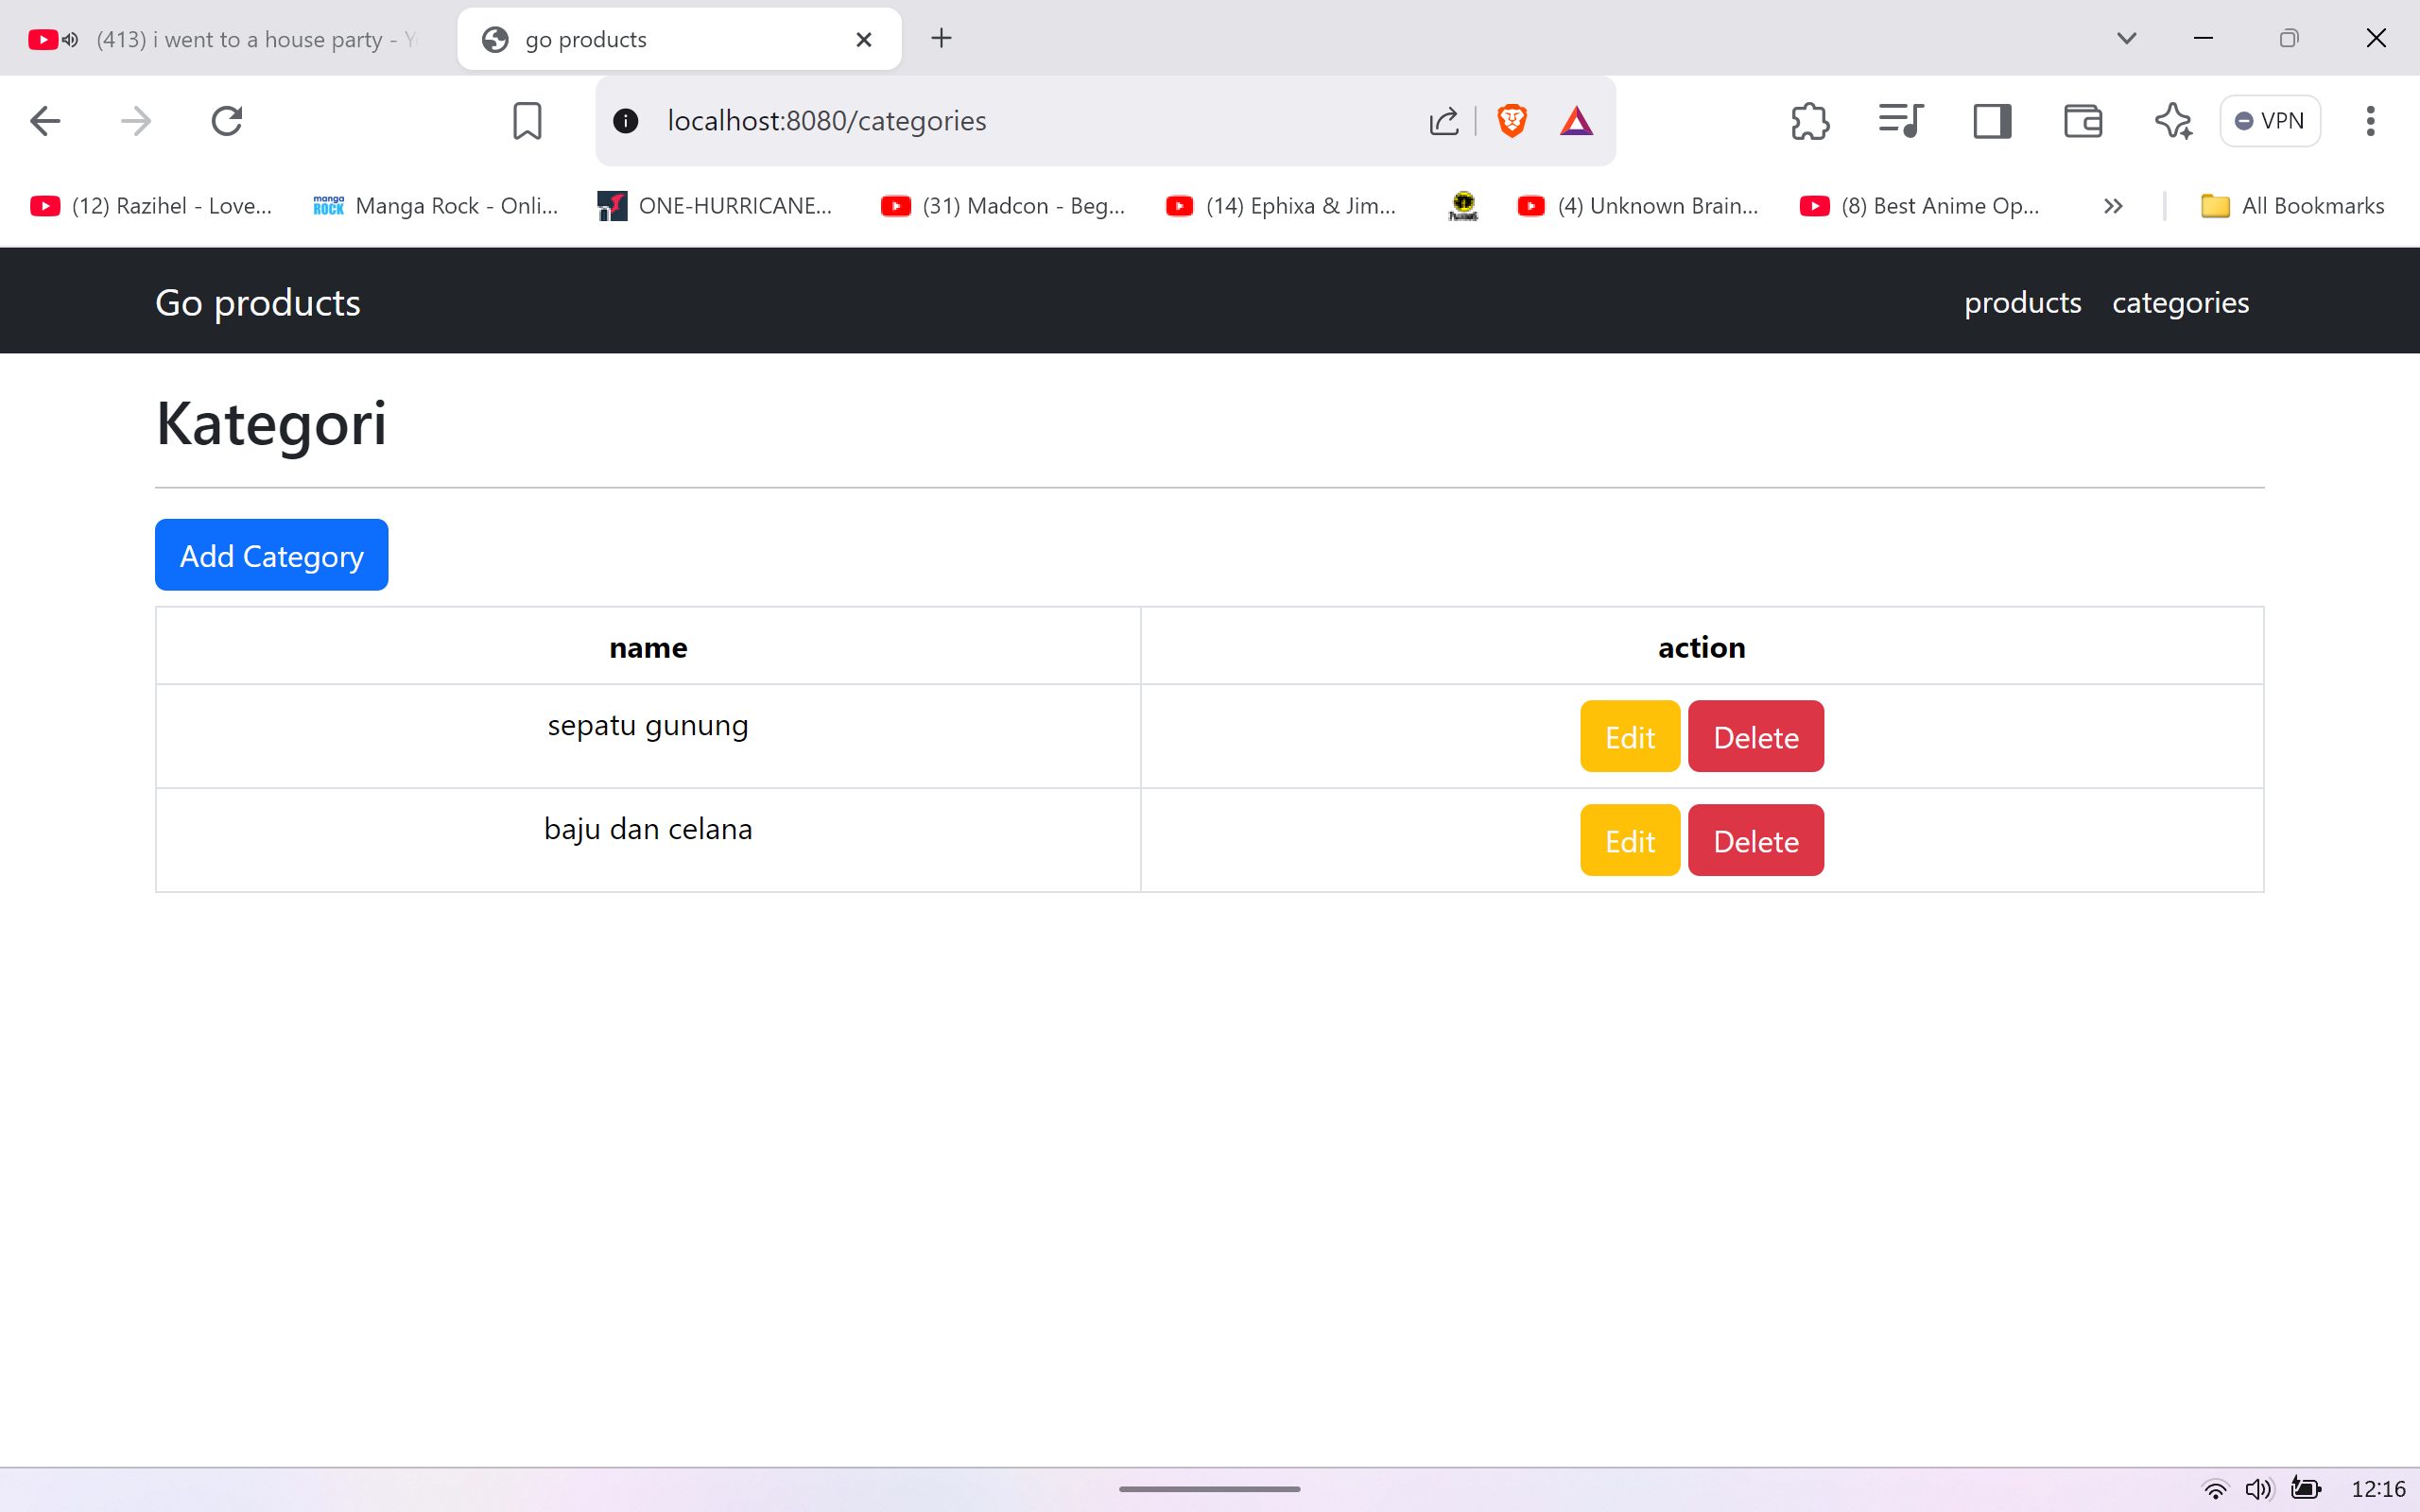 (413) i went to a house party - Y
go products
localhost:8080/categories
VPN
(12) Razihel - Love...
manga ROCK
Manga Rock - Onli...
ONE-HURRICANE...
(31) Madcon - Beg...
(14) Ephixa & Jim...
(4) Unknown Brain...
(8) Best Anime Op...
All Bookmarks
Go products
products
categories
Kategori
Add Category
name
action
sepatu gunung
Edit
Delete
baju dan celana
Edit
Delete
12:16